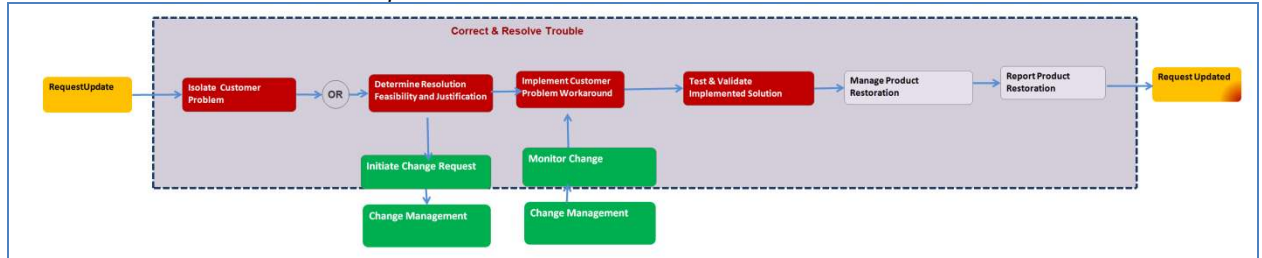 Correct & Resolve Trouble
RequestUpdate
Isolate Customer
Problem
OR
Determine Resolution
Feasibility and Justification
Implement Customer
Problem Workaround
Test & Validate
Implemented Solution
Manage Product
Restoration
Report Product
Restoration
Request Updated
Initiate Change Request
Monitor Change
Change Management
Change Management